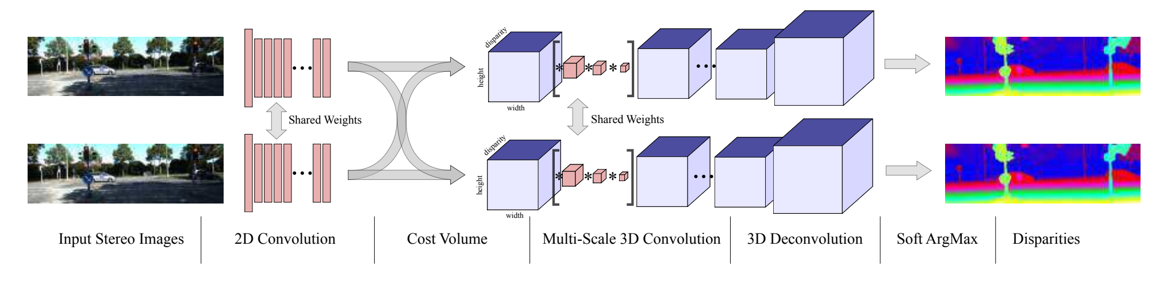 disparity
height
width
Shared Weights
Shared Weights
disparity
height
width
Input Stereo Images
2D Convolution
Cost Volume
Multi-Scale 3D Convolution
3D Deconvolution
Soft ArgMax
Disparities